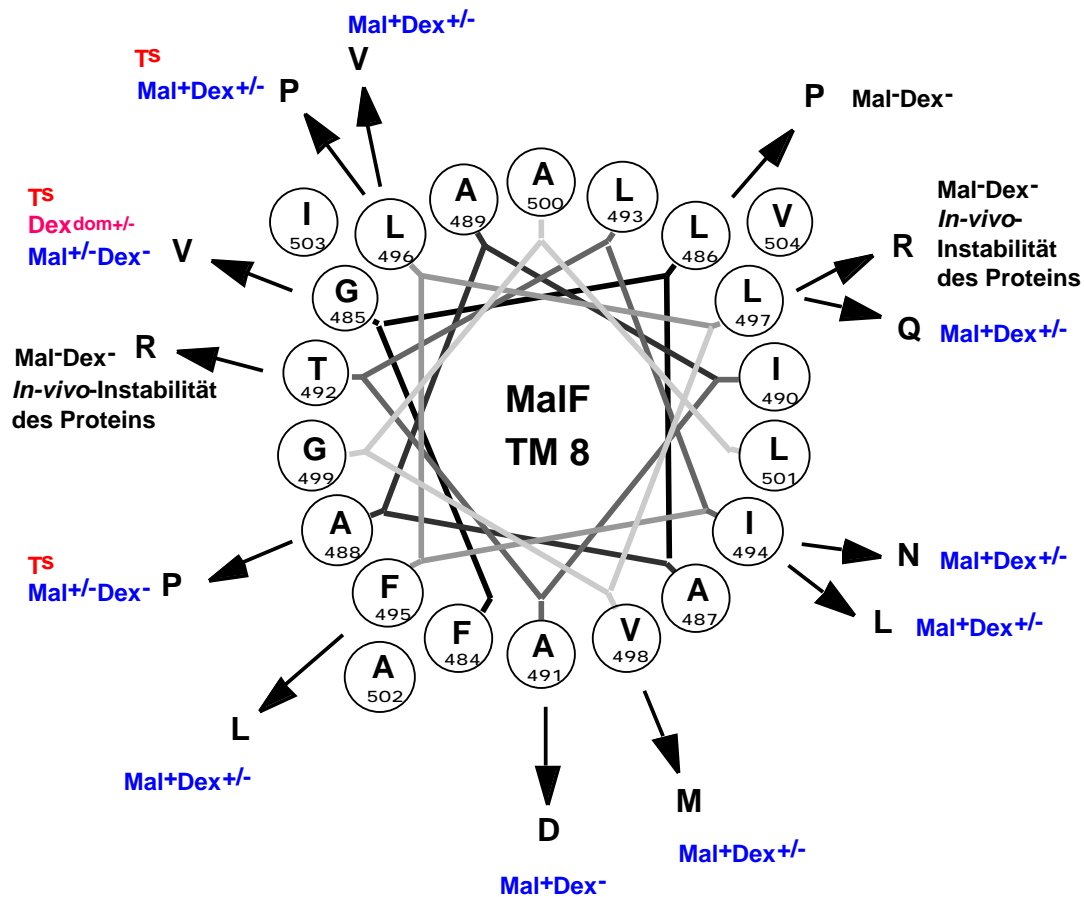 Mal+Dex+/-
V
Ts
Mal+Dex+/- P
P Mal-Dex-
A
500
A
489
L
493
I
503
L
496
L
486
V
504
Ts
Dexdom+/-
Mal+/-Dex- V
Mal-Dex-
In-vivo-
R Instabilität
des Proteins
G
485
L
497
Q Mal+Dex+/-
Mal-Dex- R
In-vivo-Instabilität
des Proteins
T
492
I
490
MalF
TM 8
G
499
L
501
A
488
I
494
N Mal+Dex+/-
Ts
Mal+/-Dex- P
F
495
A
487
L Mal+Dex+/-
F
484
V
498
A
491
A
502
L
Mal+Dex+/-
M
Mal+Dex+/-
D
Mal+Dex-